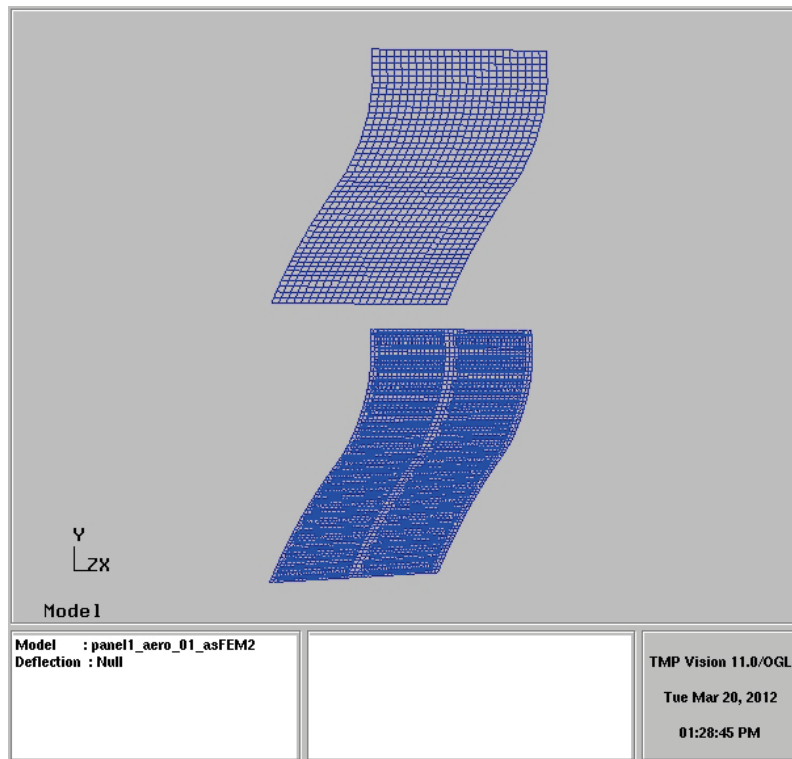 Y
ZX
Model
Model : panel1_aero_01_asFEM2
Deflection : Null
TMP Vision 11.0/OGL
Tue Mar 20, 2012
01:28:45 PM